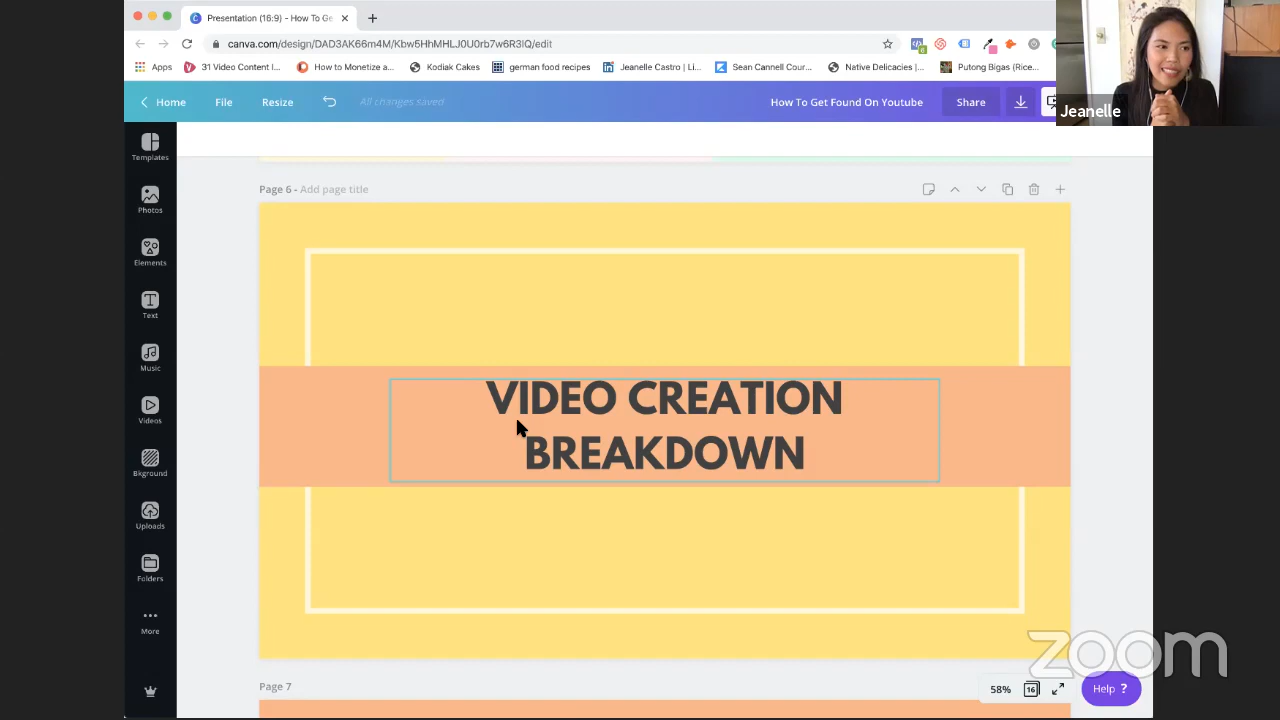 Presentation (16:9) - How To Ge
canva.com/design/DAD3AK66m4M/Kbw5HhMHLJ0U0rb7w6R3IQ/edit
Apps
31 Video Content I...
How to Monetize a...
Kodiak Cakes
german food recipes
Jeanelle Castro | Li...
Sean Cannell Cour...
Native Delicacies |...
Putong Bigas (Rice...
Jeanelle
Home
File
Resize
All changes saved
How To Get Found On Youtube
Share
Templates
Photos
Elements
Text
Music
Videos
Bkground
Uploads
Folders
More
Page 6 - Add page title
VIDEO CREATION
BREAKDOWN
Page 7
58%
16
Help ?
zoom